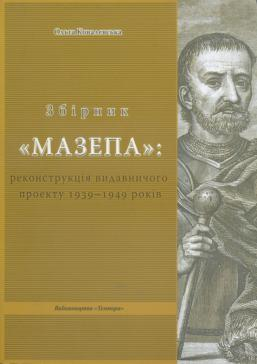 Ольга Ковалевська
Збірник
«МАЗЕПА»:
реконструкція видавничого
проекту 1939–1949 років
Видавництво «Темпора»